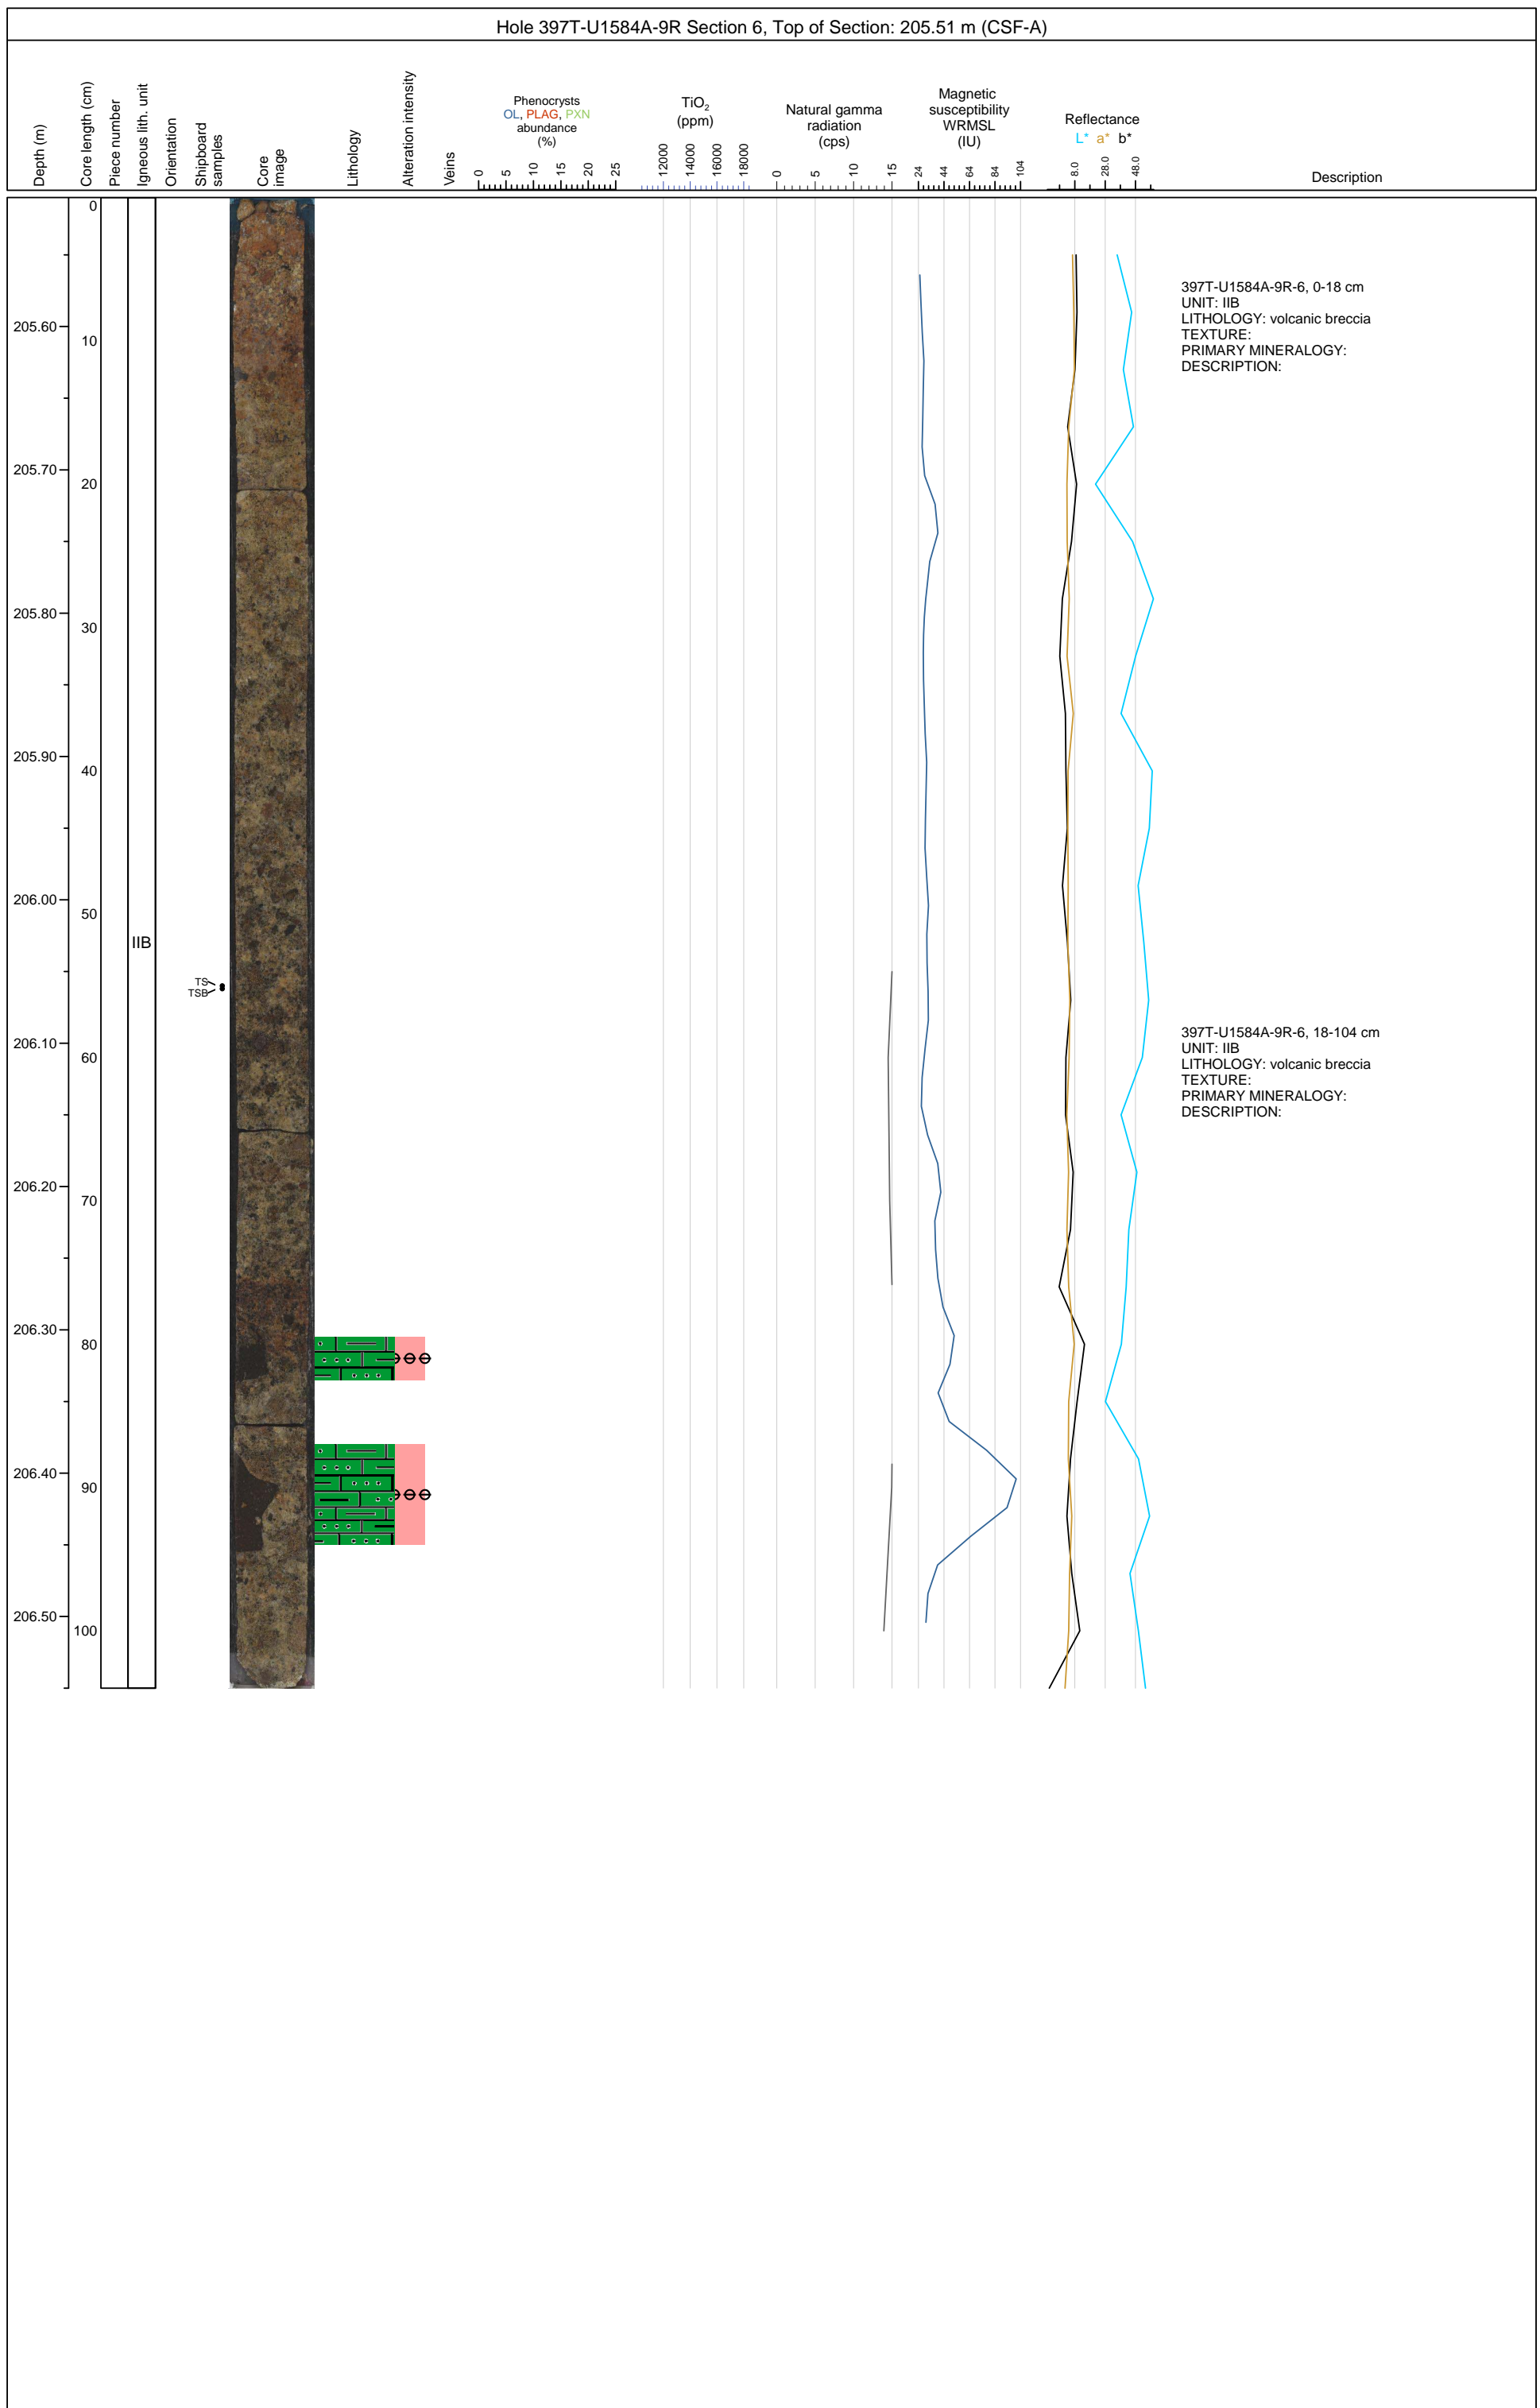 Hole 397T-U1584A-9R Section 6, Top of Section: 205.51 m (CSF-A)
Depth (m)
Core length (cm)
Piece number
Igneous lith. unit
Orientation
Shipboard
samples
Core
image
Lithology
Alteration intensity
Veins
Phenocrysts
OL, PLAG, PXN
abundance
(%)
0 5 10 15 20 25
TiO2
(ppm)
12000 14000 16000 18000
Natural gamma
radiation
(cps)
0 5 10 15
Magnetic
susceptibility
WRMSL
(IU)
24 44 64 84 104
Reflectance
L* a* b*
8.0 28.0 48.0
Description
0
397T-U1584A-9R-6, 0-18 cm
UNIT: IIB
LITHOLOGY: volcanic breccia
TEXTURE:
PRIMARY MINERALOGY:
DESCRIPTION:
205.60
10
205.70
20
205.80
30
205.90
40
206.00
50
IIB
TS
TSB
397T-U1584A-9R-6, 18-104 cm
UNIT: IIB
LITHOLOGY: volcanic breccia
TEXTURE:
PRIMARY MINERALOGY:
DESCRIPTION:
206.10
60
206.20
70
206.30
80
206.40
90
206.50
100